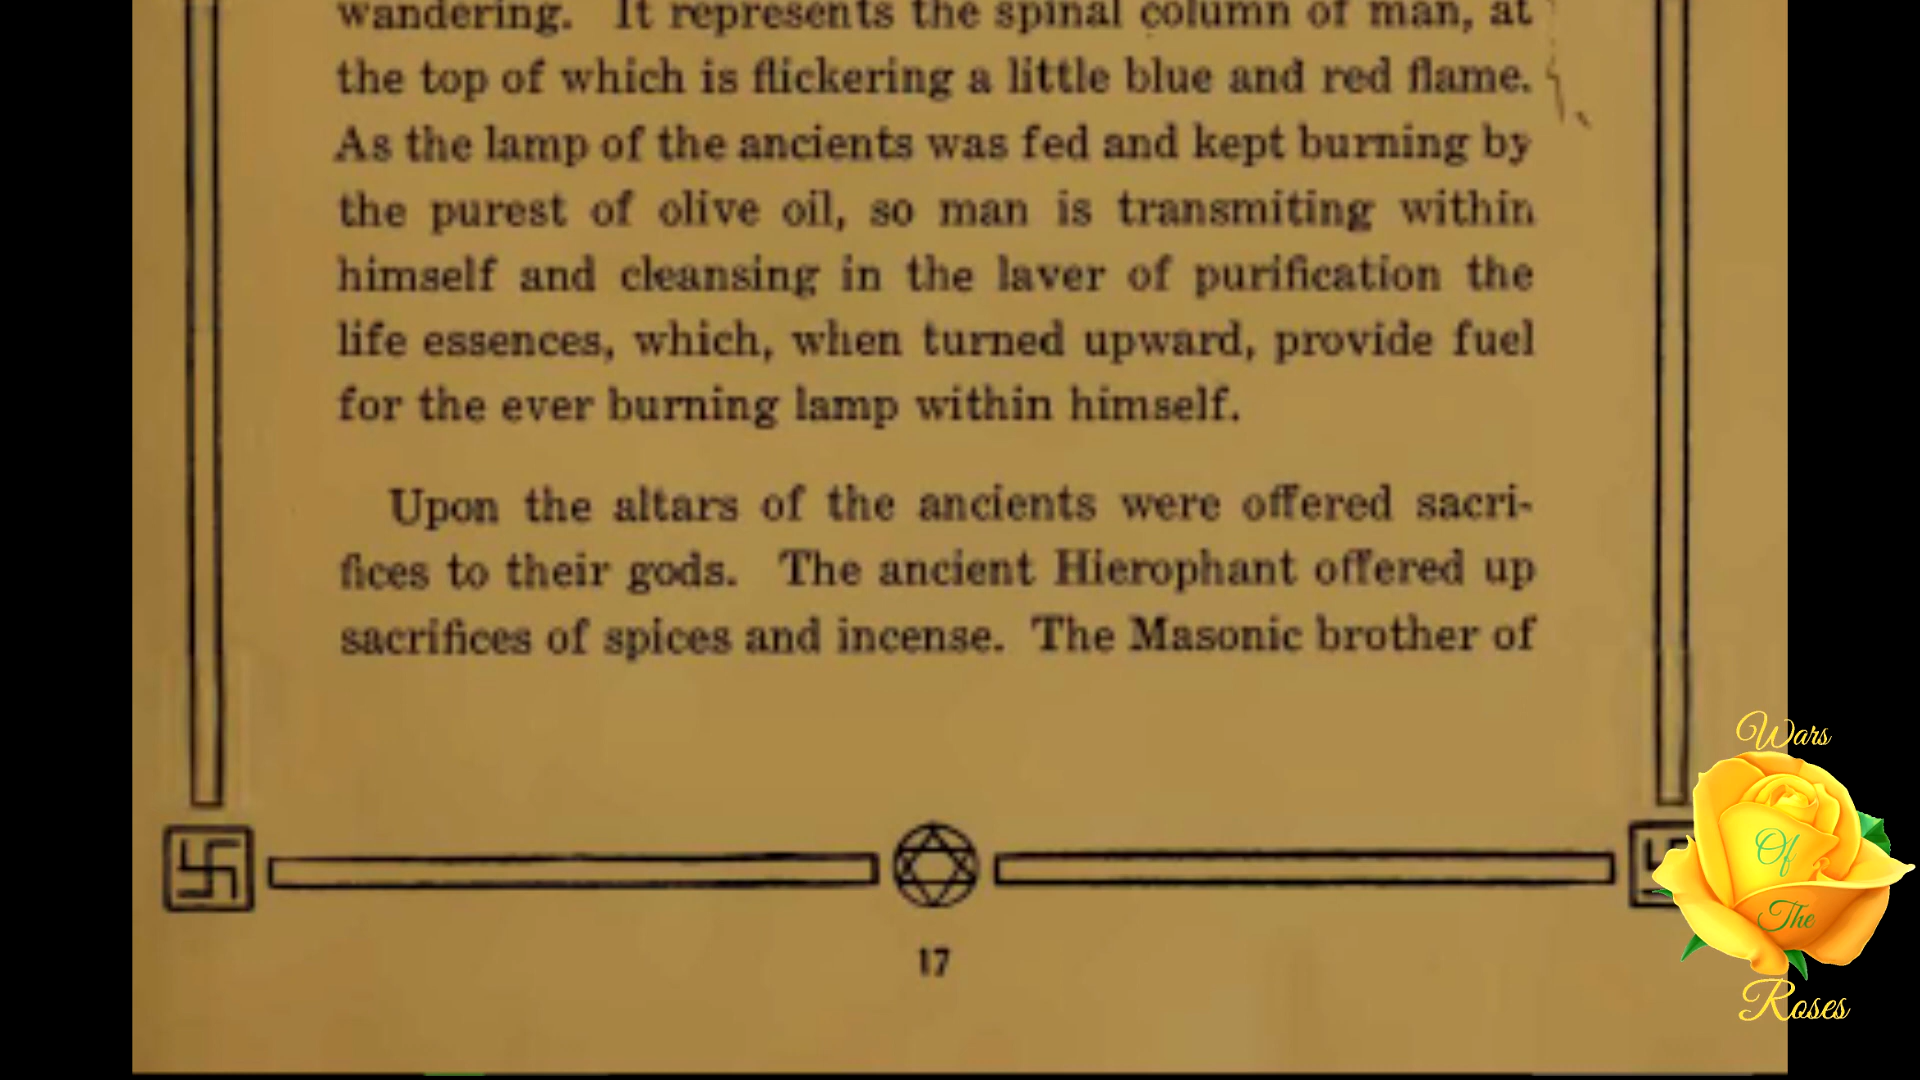 wandering. It represents the spinal column of man, at
the top of which is flickering a little blue and red flame.
As the lamp of the ancients was fed and kept burning by
the purest of olive oil, so man is transmiting within
himself and cleansing in the laver of purification the
life essences, which, when turned upward, provide fuel
for the ever burning lamp within himself.
Upon the altars of the ancients were offered sacri-
fices to their gods. The ancient Hierophant offered up
sacrifices of spices and incense. The Masonic brother of
17
Wars
Of
The
Roses